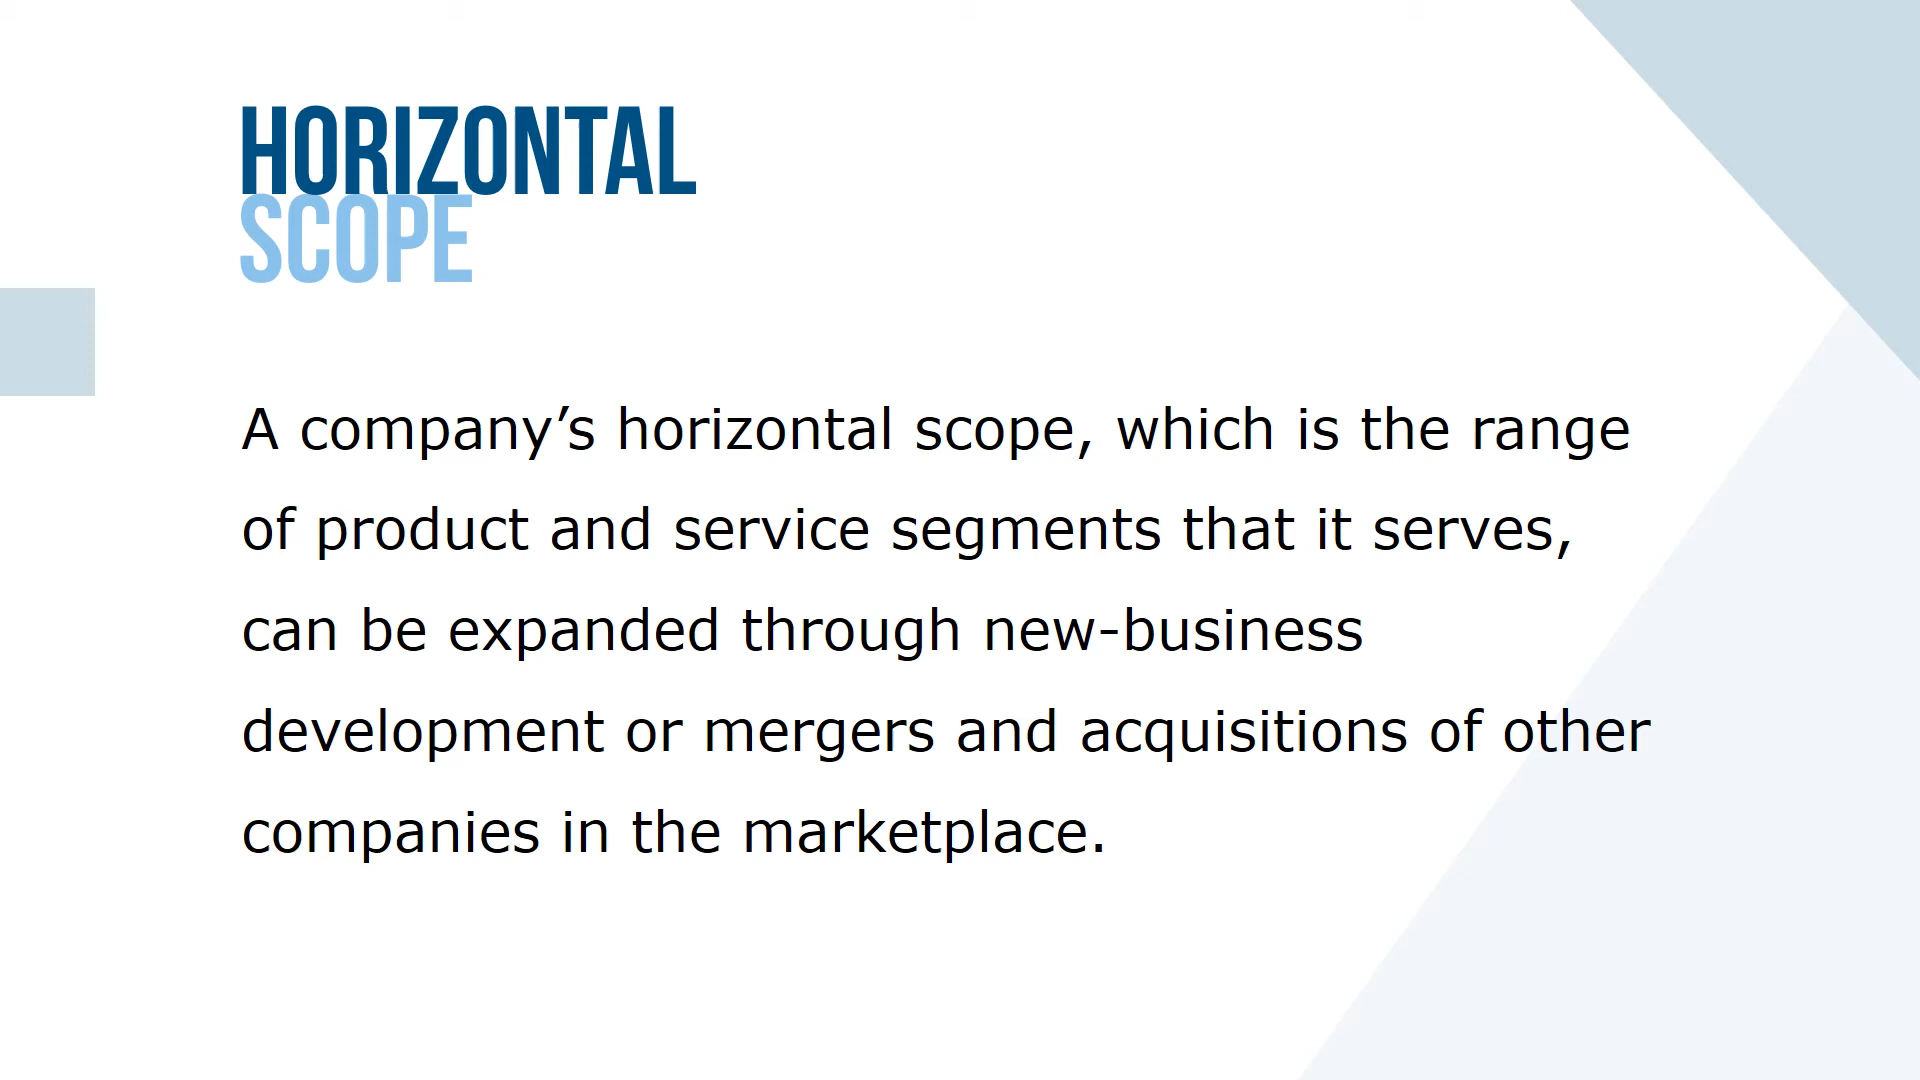 HORIZONTAL
SCOPE
A company’s horizontal scope, which is the range
of product and service segments that it serves,
can be expanded through new-business
development or mergers and acquisitions of other
companies in the marketplace.